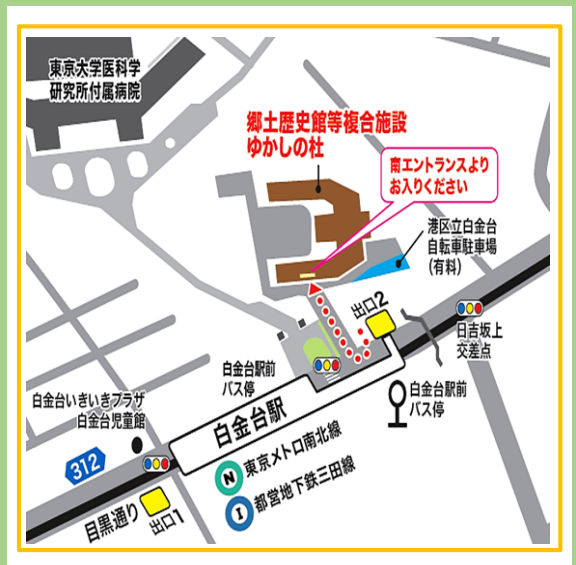 東京大学医科学
研究所付属病院
郷土歴史館等複合施設
ゆかしの杜
南エントランスより
お入りください
港区立白金台
自転車駐車場
(有料)
出口2
日吉坂上
交差点
白金台駅前
バス停
白金台駅前
バス停
白金台いきいきプラザ
白金台児童館
白金台駅
312
N 東京メトロ南北線
I 都営地下鉄三田線
目黒通り
出口1